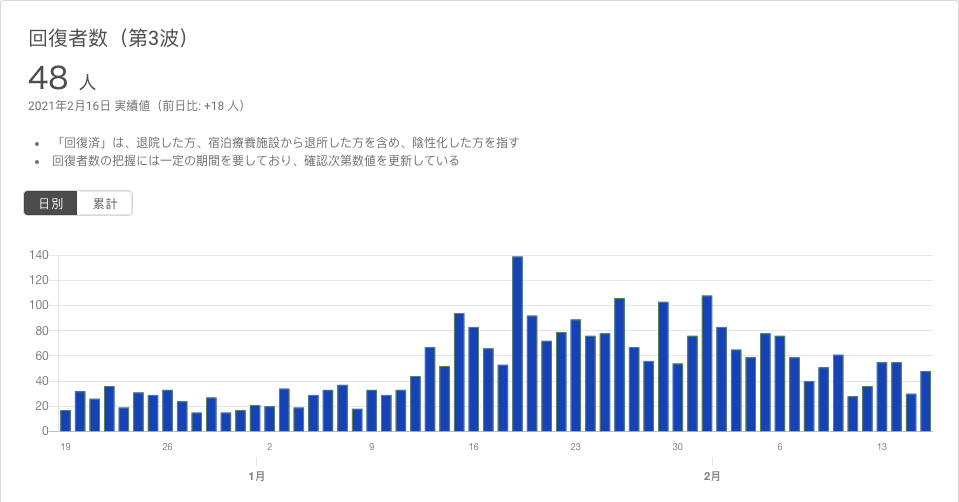 回復者数（第3波）
48 人
2021年2月16日 実績値（前日比: +18 人）
• 「回復済」は、退院した方、宿泊療養施設から退所した方を含め、陰性化した方を指す
• 回復者数の把握には一定の期間を要しており、確認次第数値を更新している
日別 累計
140
120
100
80
60
40
20
0
19 26 2 9 16 23 30 6 13
1月 2月